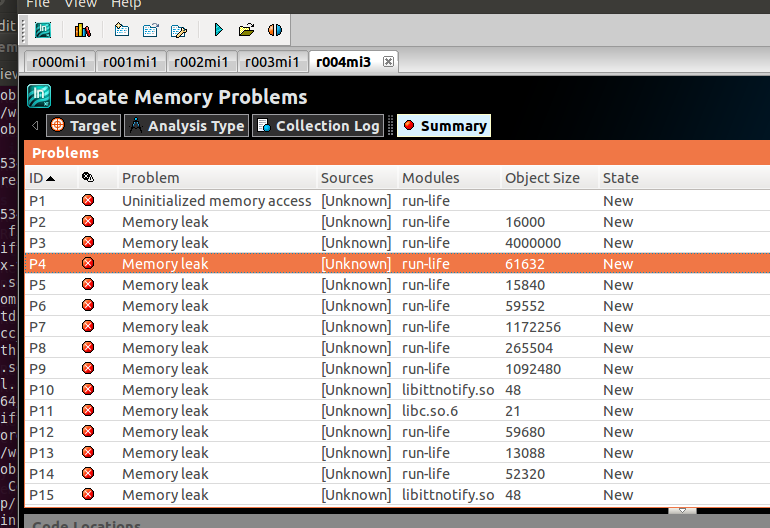 File View Help
r000mi1 r001mi1 r002mi1 r003mi1 r004mi3
Locate Memory Problems
Target Analysis Type Collection Log Summary
Problems
ID Problem Sources Modules Object Size State
P1 Uninitialized memory access [Unknown] run-life New
P2 Memory leak [Unknown] run-life 16000 New
P3 Memory leak [Unknown] run-life 4000000 New
P4 Memory leak [Unknown] run-life 61632 New
P5 Memory leak [Unknown] run-life 15840 New
P6 Memory leak [Unknown] run-life 59552 New
P7 Memory leak [Unknown] run-life 1172256 New
P8 Memory leak [Unknown] run-life 265504 New
P9 Memory leak [Unknown] run-life 1092480 New
P10 Memory leak [Unknown] libittnotify.so 48 New
P11 Memory leak [Unknown] libc.so.6 21 New
P12 Memory leak [Unknown] run-life 59680 New
P13 Memory leak [Unknown] run-life 13088 New
P14 Memory leak [Unknown] run-life 52320 New
P15 Memory leak [Unknown] libittnotify.so 48 New
Code Locations